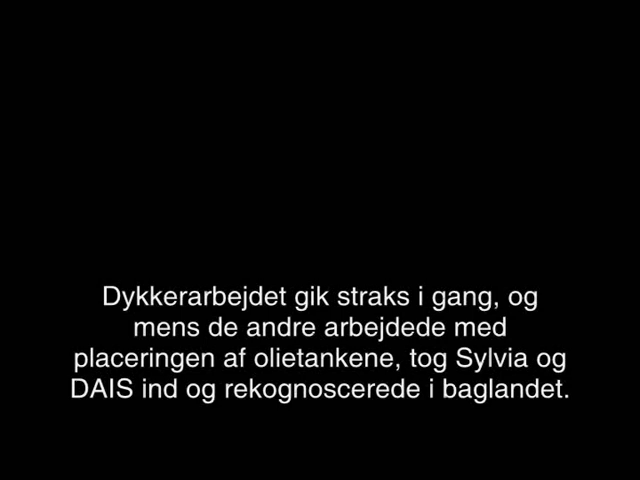 Dykkerarbejdet gik straks i gang, og
mens de andre arbejdede med
placeringen af olietankene, tog Sylvia og
DAIS ind og rekognoscerede i baglandet.